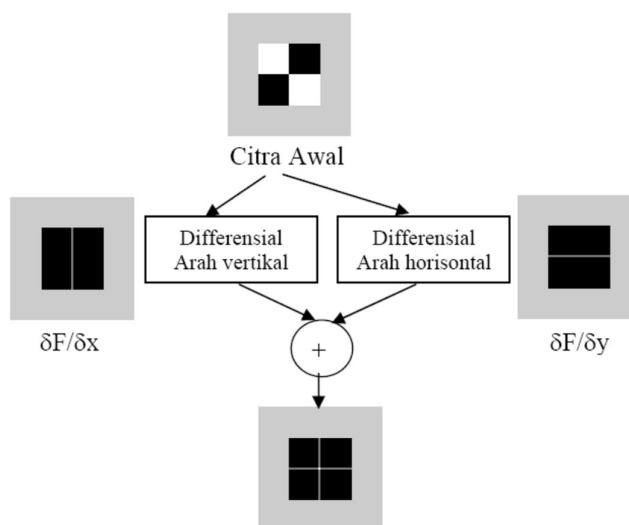 Citra Awal
Differensial
Arah vertikal
Differensial
Arah horisontal
δF/δx
δF/δy
+